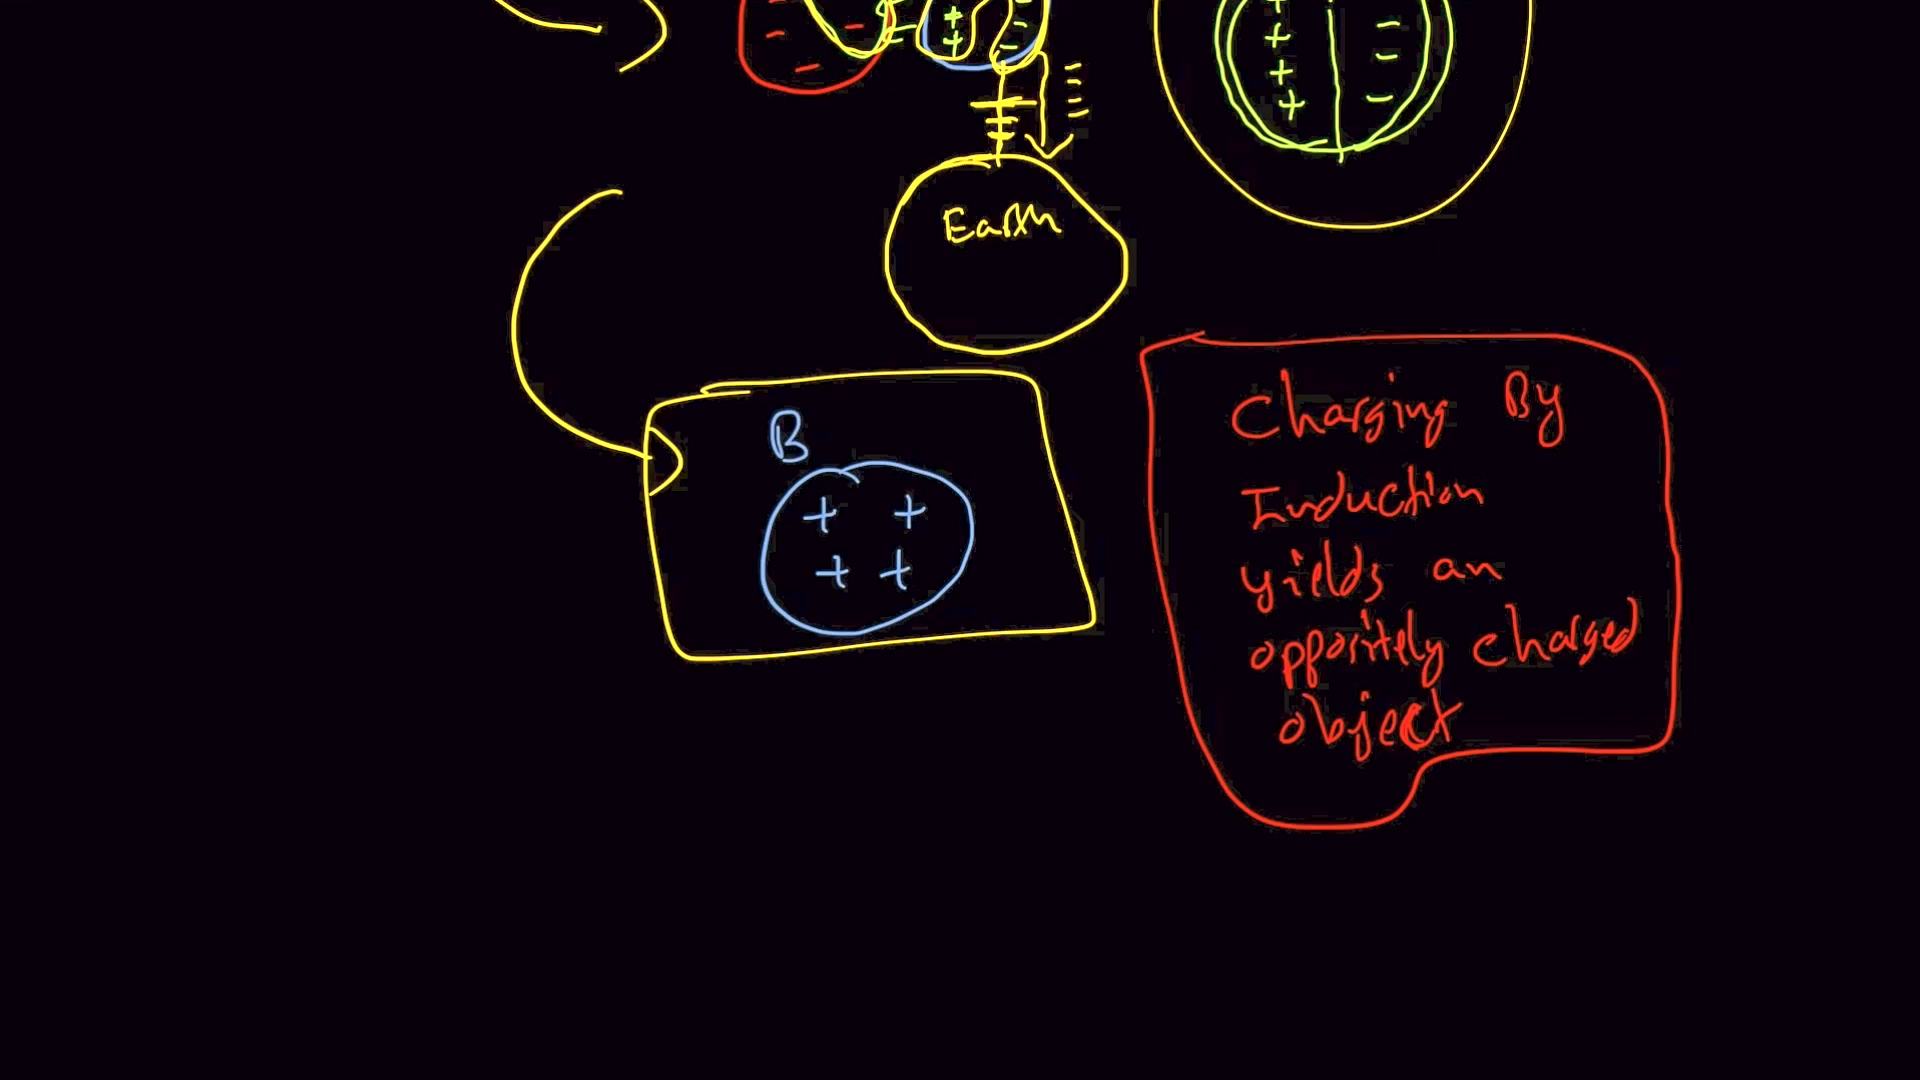 Earth
B
+ +
+ +
Charging By
Induction
yields an
oppositely charged
object